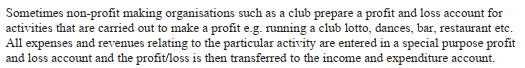 Sometimes non-profit making organisations such as a club prepare a profit and loss account for
activities that are carried out to make a profit e.g. running a club lotto, dances, bar, restaurant etc.
All expenses and revenues relating to the particular activity are entered in a special purpose profit
and loss account and the profit/loss is then transferred to the income and expenditure account.